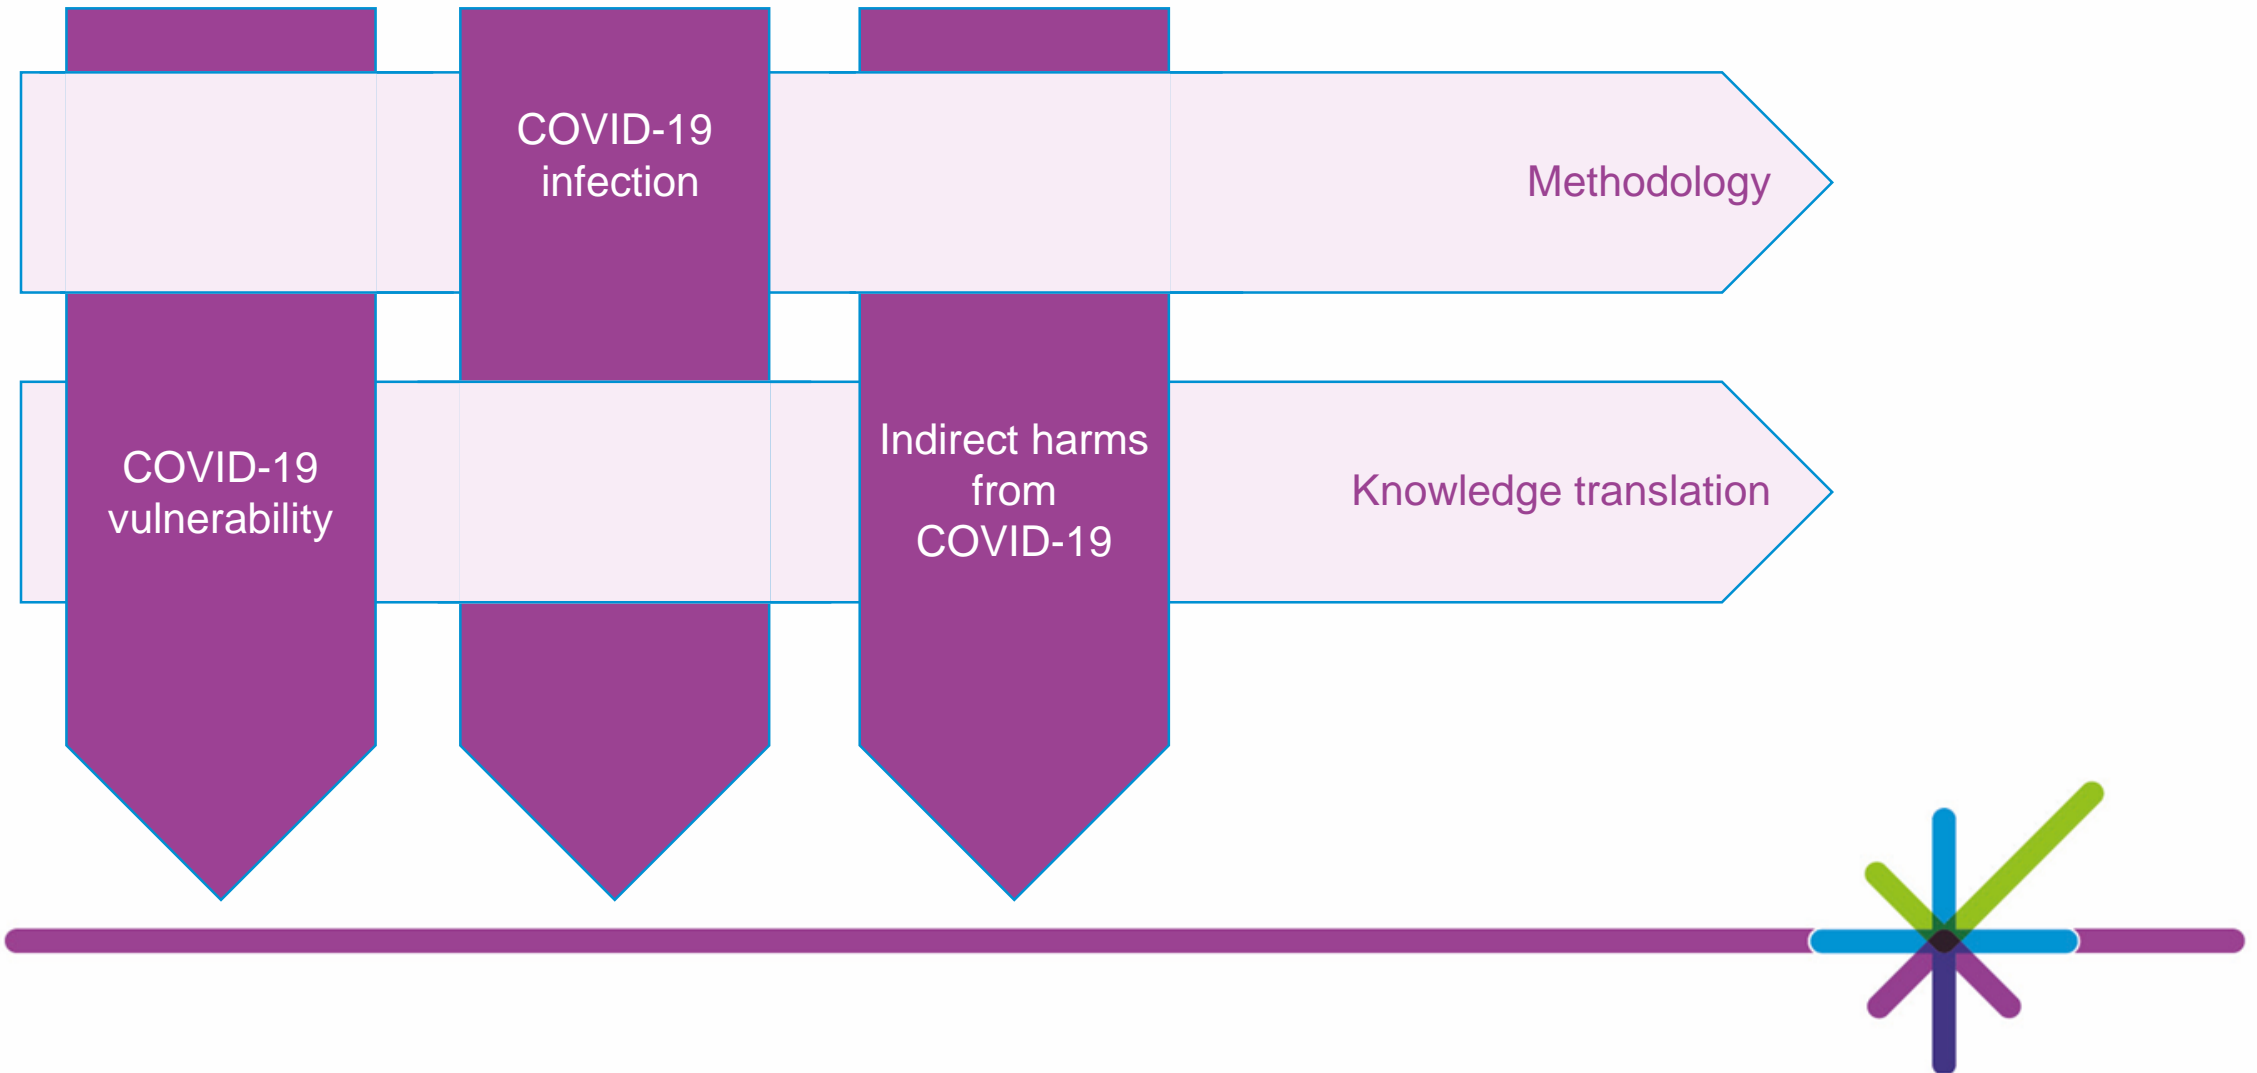 COVID-19
infection
Methodology
COVID-19
vulnerability
Indirect harms
from
COVID-19
Knowledge translation